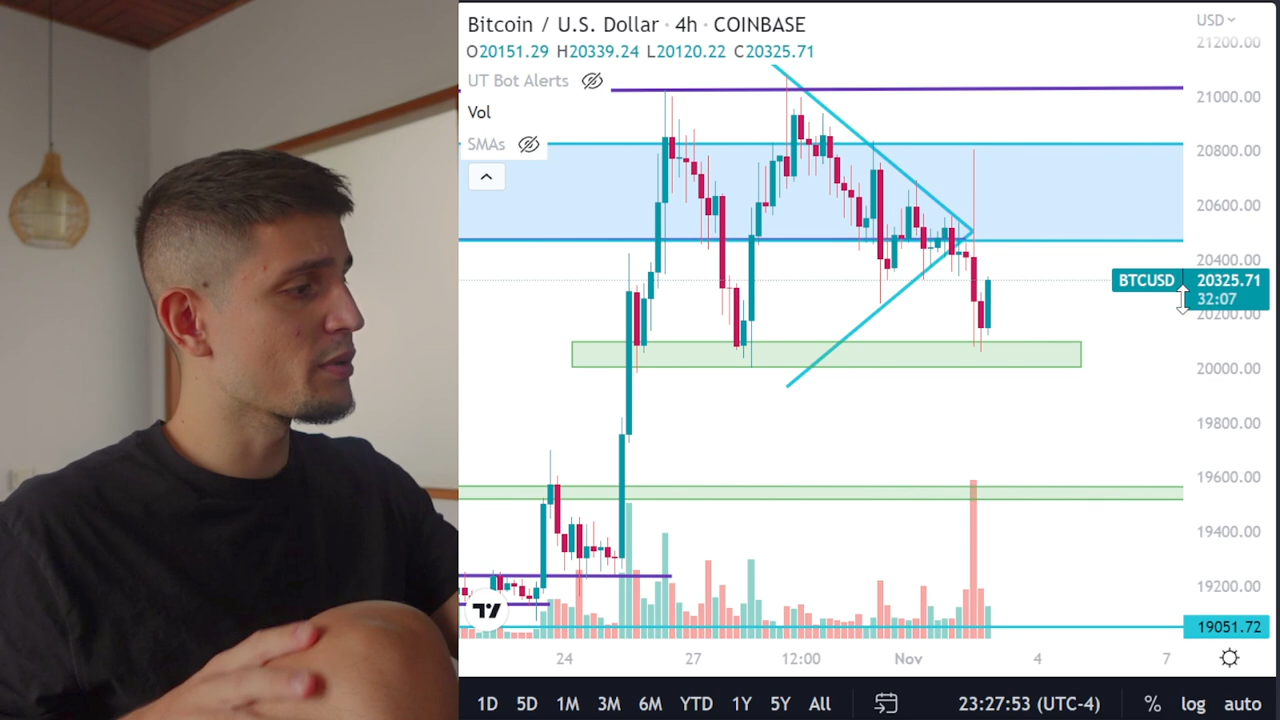 Bitcoin / U.S. Dollar · 4h · COINBASE
O20151.29 H20339.24 L20120.22 C20325.71
UT Bot Alerts
Vol
SMAs
USD
21200.00
21000.00
20800.00
20600.00
20400.00
BTCUSD 20325.71
32:07
20200.00
20000.00
19800.00
19600.00
19400.00
19200.00
19051.72
24 27 12:00 Nov 4 7
1D 5D 1M 3M 6M YTD 1Y 5Y All 23:27:53 (UTC-4) % log auto